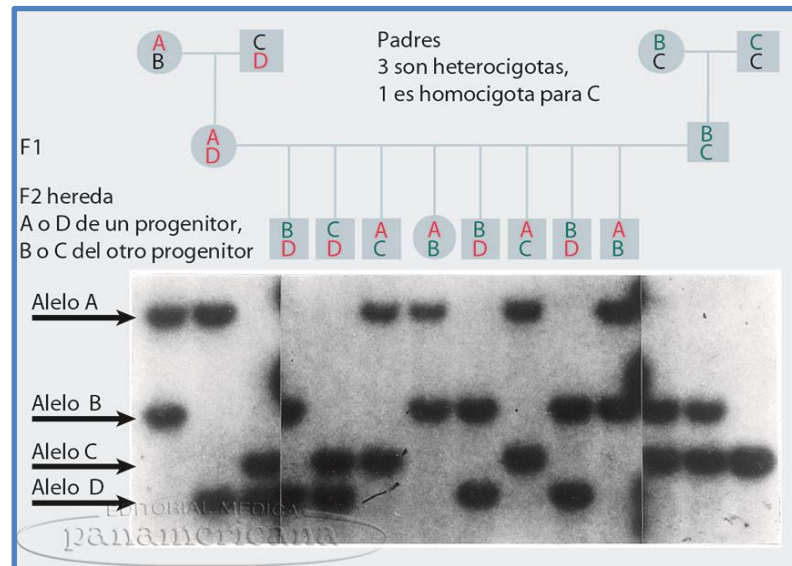 A
B
C
D
Padres
3 son heterocigotas,
1 es homocigota para C
B
C
C
C
F1
A
D
B
C
F2 hereda
A o D de un progenitor,
B o C del otro progenitor
B
D
C
D
A
C
A
B
B
D
A
C
B
D
A
B
Alelo A
Alelo B
Alelo C
Alelo D
EDITORIAL MEDICA
panamericana